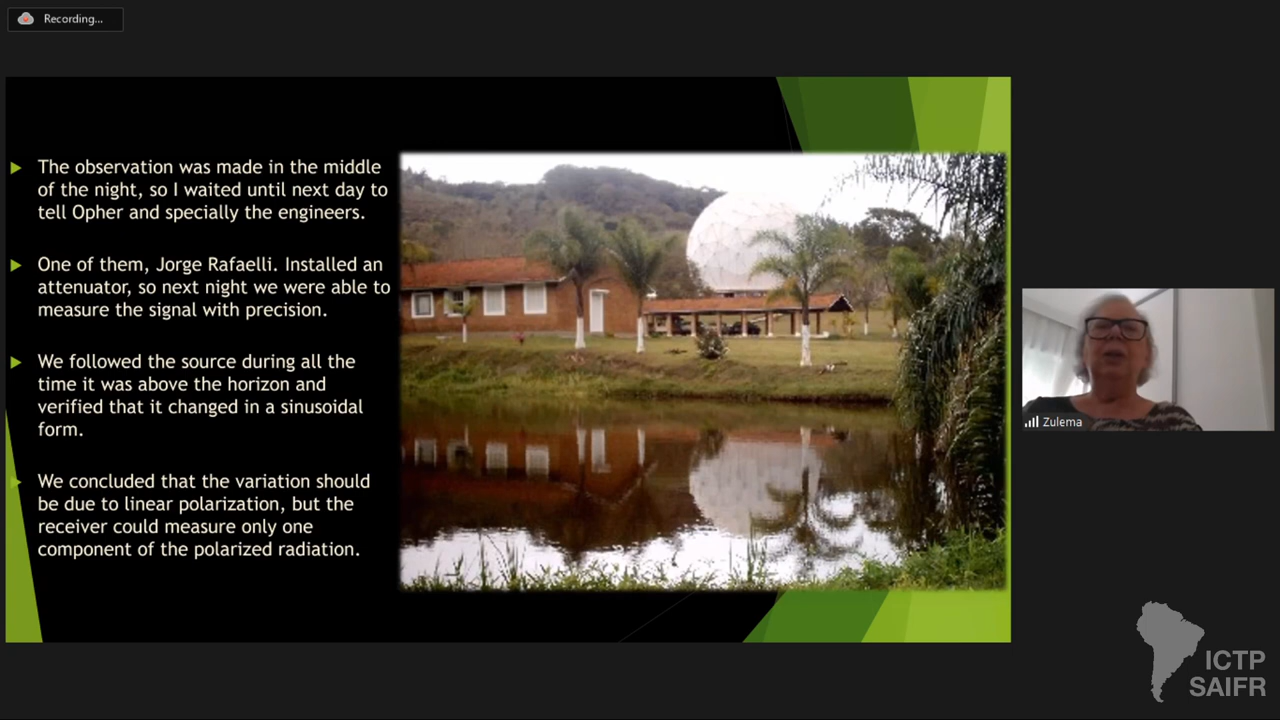 Recording...
The observation was made in the middle
of the night, so I waited until next day to
tell Opher and specially the engineers.
One of them, Jorge Rafaelli. Installed an
attenuator, so next night we were able to
measure the signal with precision.
We followed the source during all the
time it was above the horizon and
verified that it changed in a sinusoidal
form.
We concluded that the variation should
be due to linear polarization, but the
receiver could measure only one
component of the polarized radiation.
Zulema
ICTP
SAIFR